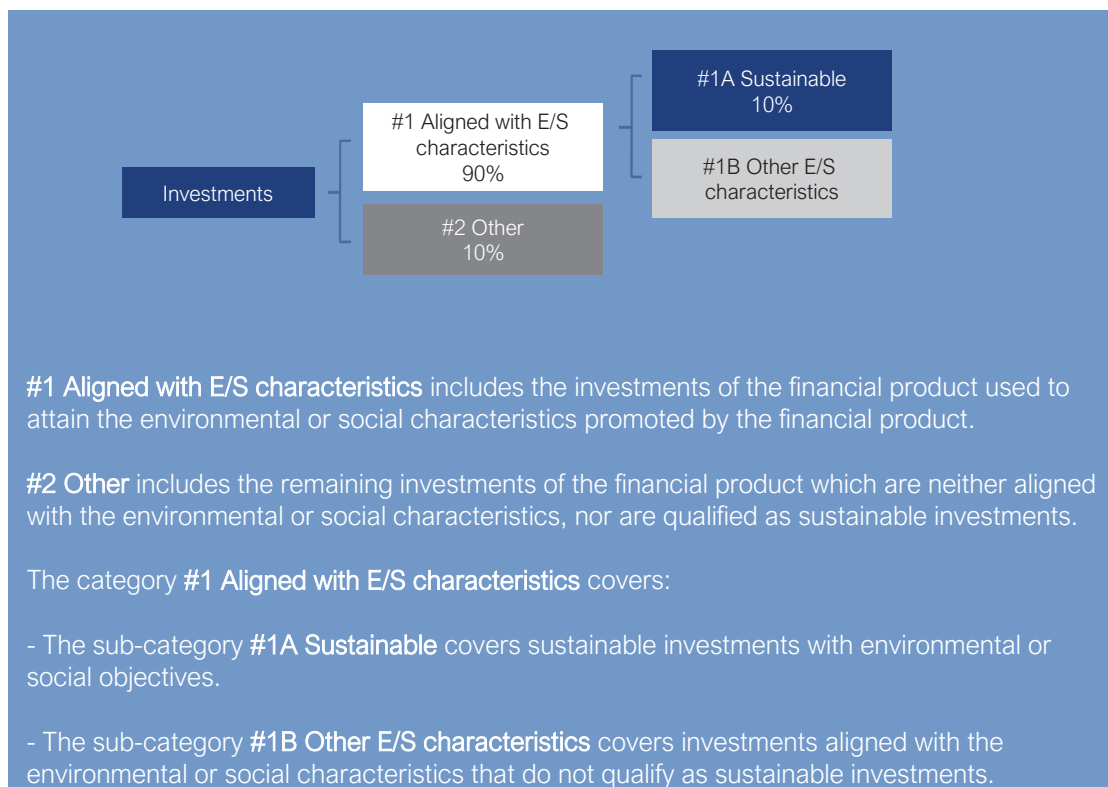 Investments
#1 Aligned with E/S
characteristics
90%
#2 Other
10%
#1A Sustainable
10%
#1B Other E/S
characteristics
#1 Aligned with E/S characteristics includes the investments of the financial product used to
attain the environmental or social characteristics promoted by the financial product.
#2 Other includes the remaining investments of the financial product which are neither aligned
with the environmental or social characteristics, nor are qualified as sustainable investments.
The category #1 Aligned with E/S characteristics covers:
- The sub-category #1A Sustainable covers sustainable investments with environmental or
social objectives.
- The sub-category #1B Other E/S characteristics covers investments aligned with the
environmental or social characteristics that do not qualify as sustainable investments.